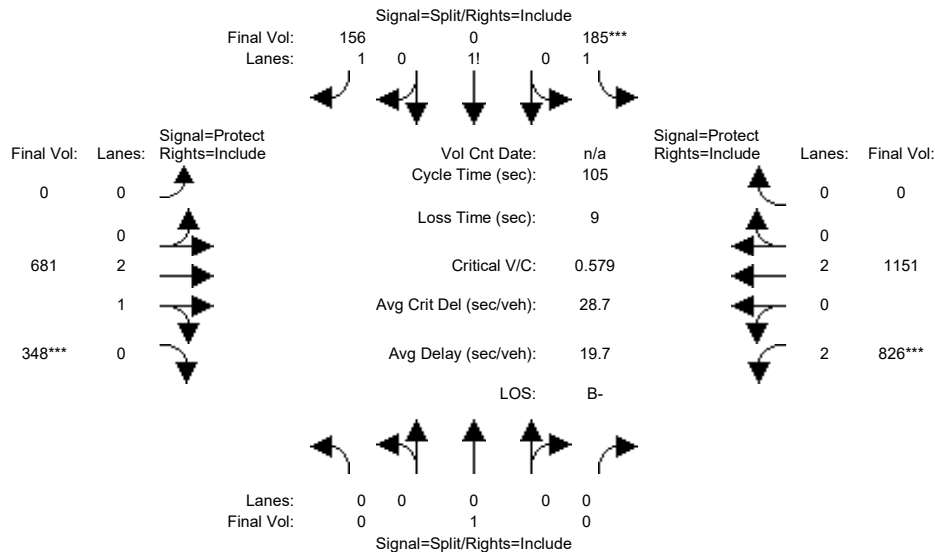 Signal=Split/Rights=Include
Final Vol: 156 0 185***
Lanes: 1 0 1! 0 1
Signal=Protect Signal=Protect
Final Vol: Lanes: Rights=Include Vol Cnt Date: n/a Rights=Include Lanes: Final Vol:
Cycle Time (sec): 105
0 0 0 0
Loss Time (sec): 9
0 0
681 2 Critical V/C: 0.579 2 1151
1 Avg Crit Del (sec/veh): 28.7 0
348*** 0 Avg Delay (sec/veh): 19.7 2 826***
LOS: B-
Lanes: 0 0 0 0 0
Final Vol: 0 1 0
Signal=Split/Rights=Include